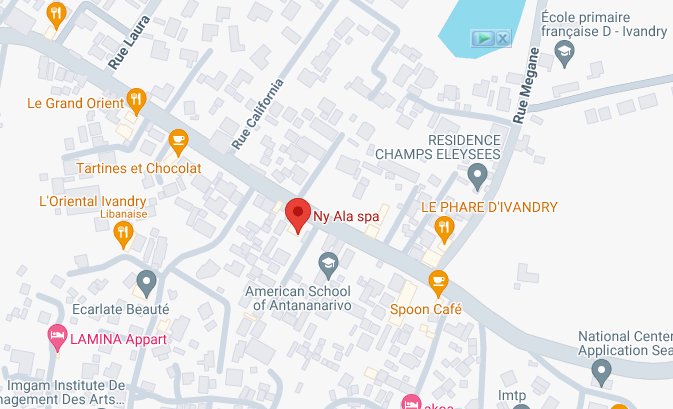 École primaire
française D - Ivandry
Rue Laura
Rue Megane
Le Grand Orient
Rue California
RESIDENCE
CHAMPS ELEYSEES
Tartines et Chocolat
L'Oriental Ivandry
Libanaise
Ny Ala spa
LE PHARE D'IVANDRY
American School
of Antananarivo
Ecarlate Beauté
Spoon Café
LAMINA Appart
National Center
Application Sea
Imgam Institute De
nagement Des Arts...
Imtp